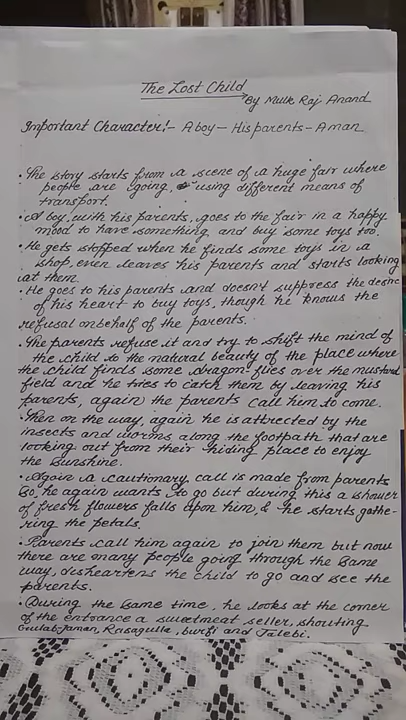 The Lost Child
By Mulk Raj Anand
Important Character:- A boy - His parents - A man
• The story starts from a scene of a huge fair where
people are going, using different means of
transport.
• A boy, with his parents, goes to the fair in a happy
mood to have something, and buy some toys too.
• He gets stopped when he finds some toys in a
shop, even leaves his parents and starts looking
at them.
• He goes to his parents and doesn't suppress the desire
of his heart to buy toys, though he knows the
refusal onbehalf of the parents.
• The parents refuse it and try to shift the mind of
the child to the natural beauty of the place where
the child finds some dragon flies over the mustard
field and he tries to catch them by leaving his
parents, again the parents call him to come.
• Then on the way, again he is attrected by the
insects and worms along the footpath that are
looking out from their hiding place to enjoy
the Sunshine.
• Again a cautionary call is made from parents
So, he again wants to go but during this a shower
of fresh flowers falls upon him, & he starts gathe-
ring the petals.
• Parents call him again to join them but now
there are many people going through the same
way, disheartens the child to go and see the
parents.
• During the same time, he looks at the corner
of the entrance a sweetmeat seller, shouting
Gulab-Jaman, Rasagulla, burfi and Jalebi.